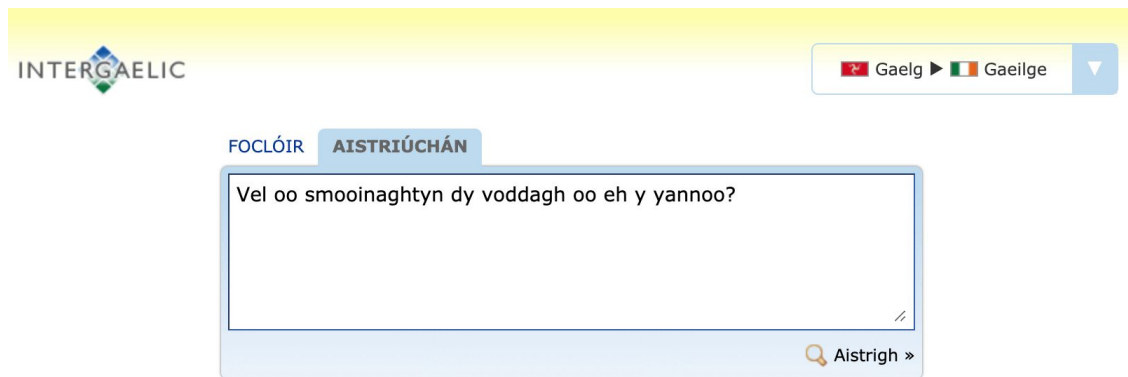 INTERGAELIC
Gaelg ▶ Gaeilge ▼
FOCLÓIR AISTRIÚCHÁN
Vel oo smooinaghtyn dy voddagh oo eh y yannoo?
Aistrigh »